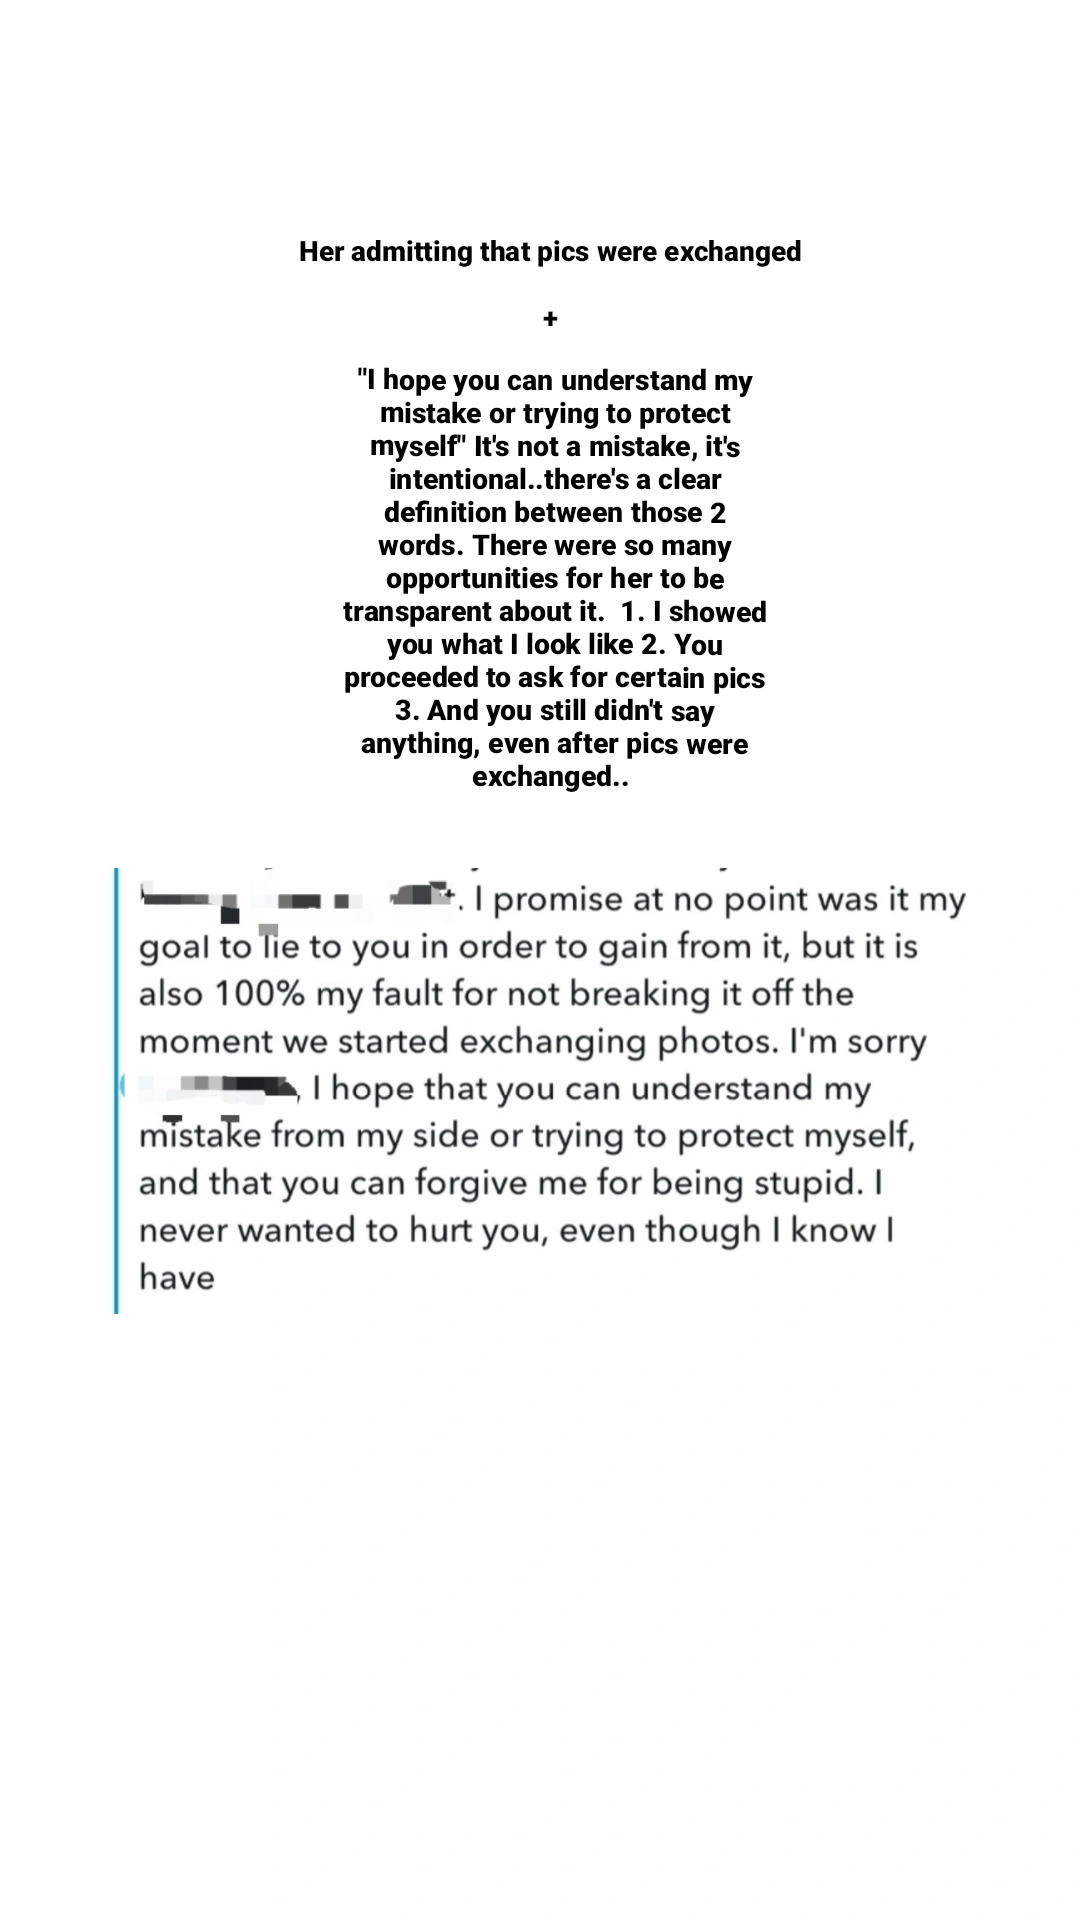 Her admitting that pics were exchanged
+
"I hope you can understand my
mistake or trying to protect
myself" It's not a mistake, it's
intentional..there's a clear
definition between those 2
words. There were so many
opportunities for her to be
transparent about it.  1. I showed
you what I look like 2. You
proceeded to ask for certain pics
3. And you still didn't say
anything, even after pics were
exchanged..
. I promise at no point was it my
goal to lie to you in order to gain from it, but it is
also 100% my fault for not breaking it off the
moment we started exchanging photos. I'm sorry
, I hope that you can understand my
mistake from my side or trying to protect myself,
and that you can forgive me for being stupid. I
never wanted to hurt you, even though I know I
have